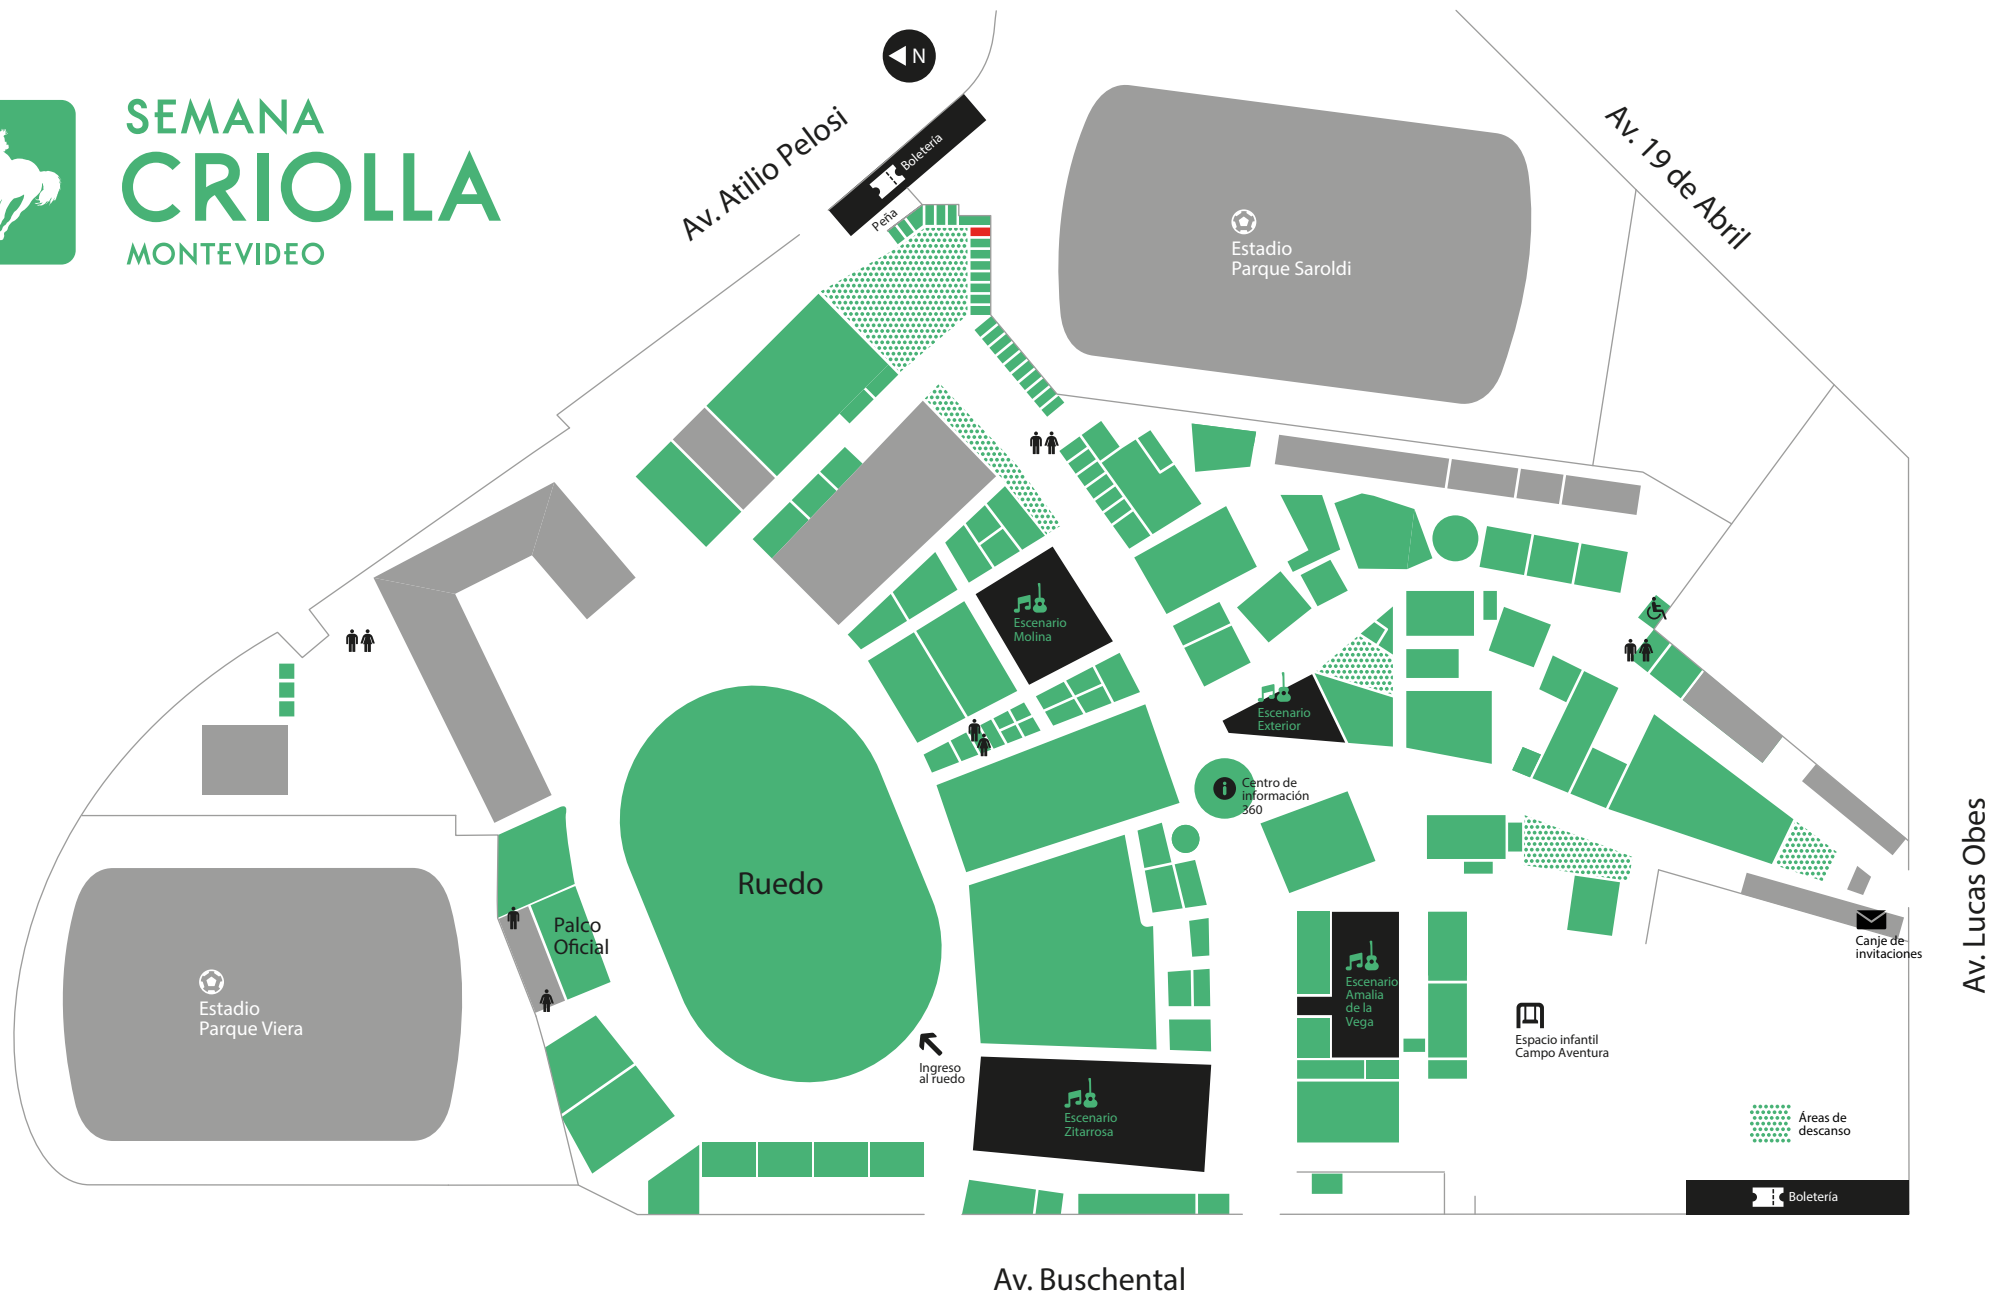 SEMANA
CRIOLLA
MONTEVIDEO
N
Av. Atilio Pelosi
Boletería
Peña
Av. 19 de Abril
Estadio
Parque Saroldi
Escenario
Molina
Escenario
Exterior
Centro de
información
360
Ruedo
Palco
Oficial
Estadio
Parque Viera
Av. Lucas Obes
Canje de
invitaciones
Escenario
Amalia
de la
Vega
Espacio infantil
Campo Aventura
Ingreso
al ruedo
Escenario
Zitarrosa
Áreas de
descanso
Boletería
Av. Buschental